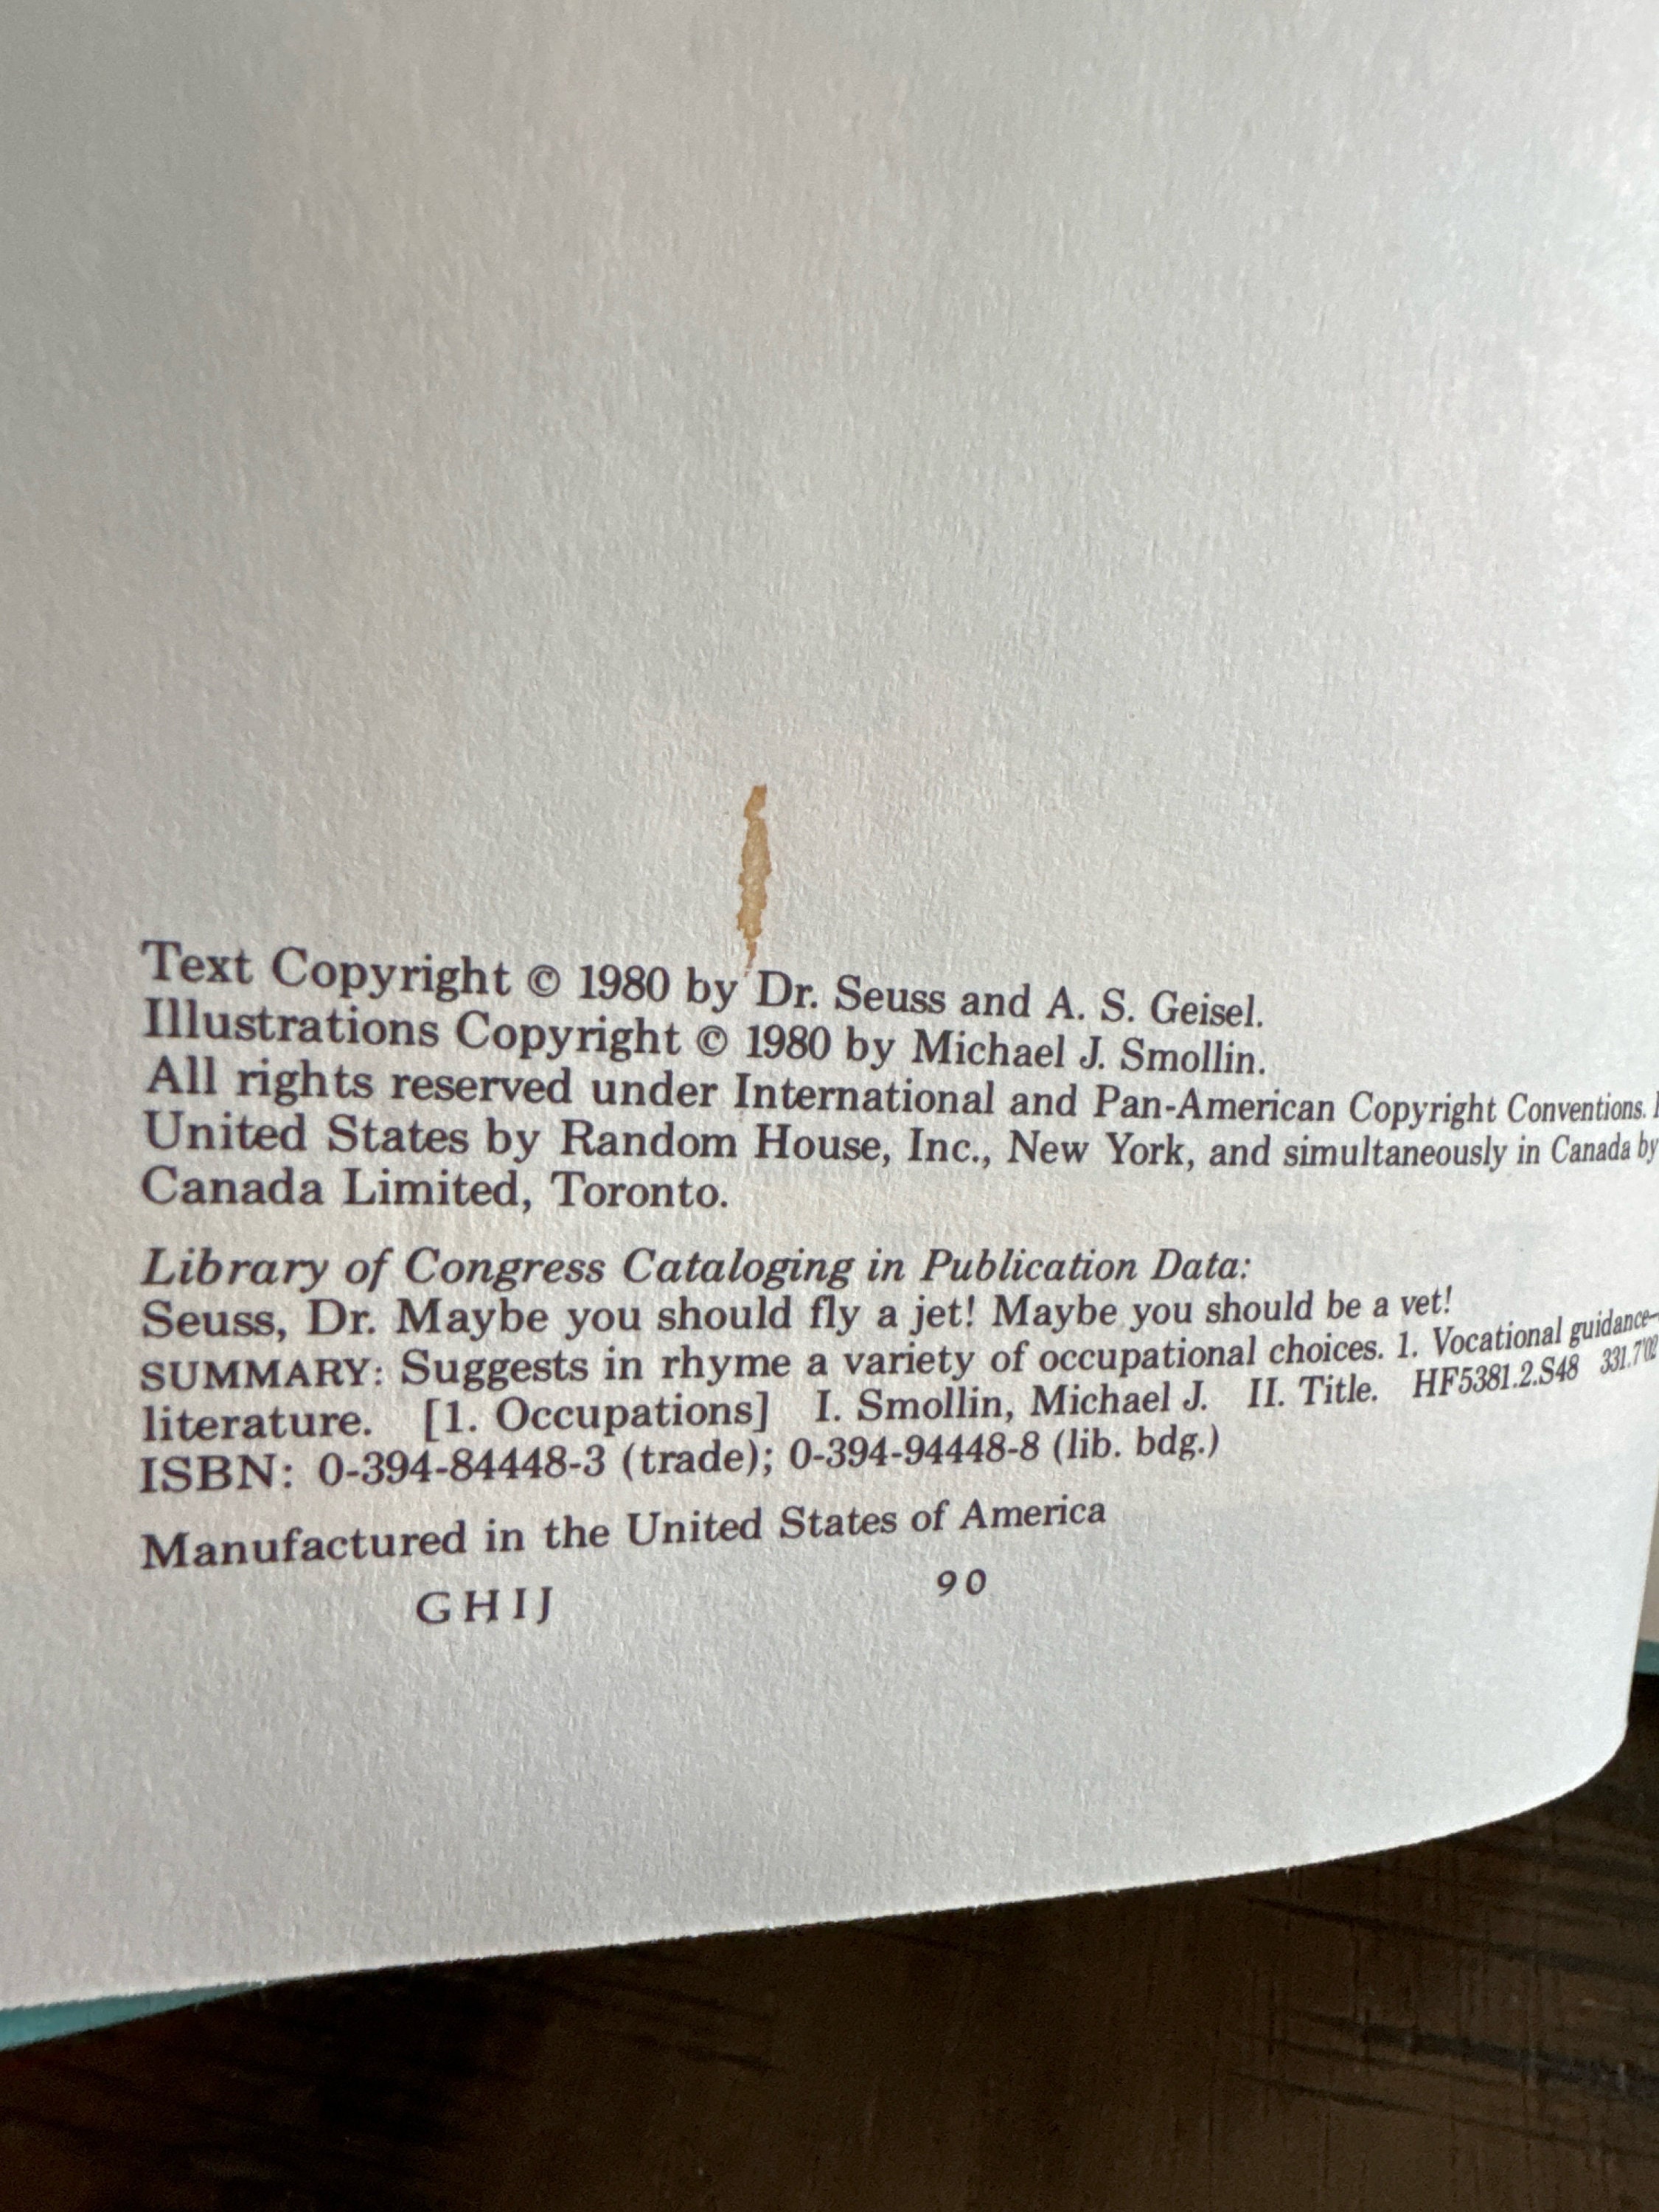 Text Copyright © 1980 by Dr. Seuss and A. S. Geisel.
Illustrations Copyright © 1980 by Michael J. Smollin.
All rights reserved under International and Pan-American Copyright Conventions.
United States by Random House, Inc., New York, and simultaneously in Canada by
Canada Limited, Toronto.
Library of Congress Cataloging in Publication Data:
Seuss, Dr. Maybe you should fly a jet! Maybe you should be a vet!
SUMMARY: Suggests in rhyme a variety of occupational choices. 1. Vocational guidance—
literature. [1. Occupations] I. Smollin, Michael J. II. Title. HF5381.2.S48 331.7'02
ISBN: 0-394-84448-3 (trade); 0-394-94448-8 (lib. bdg.)
Manufactured in the United States of America
G H I J 9 0